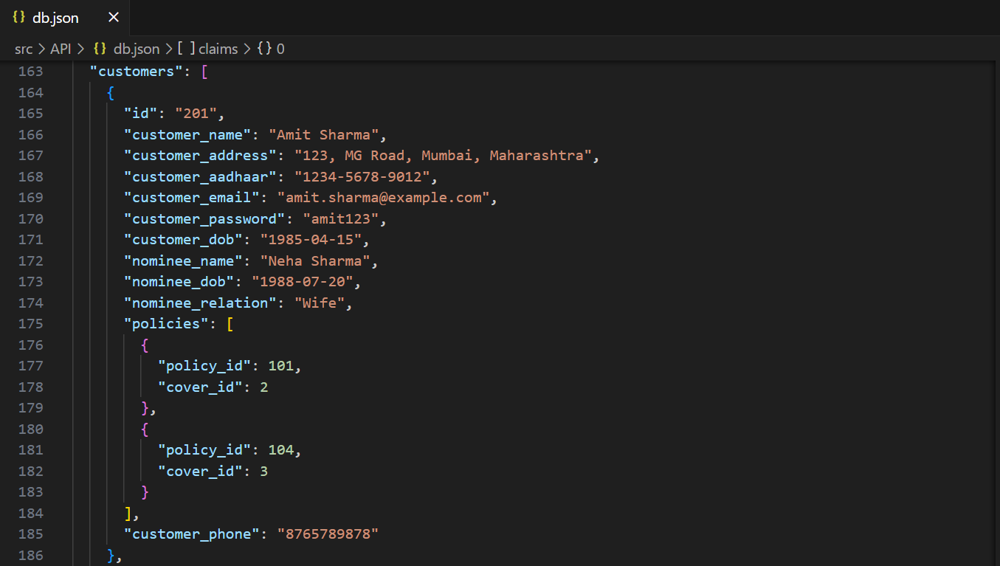 {} db.json ×
src > API > {} db.json > [ ] claims > {} 0
163 "customers": [
164 {
165 "id": "201",
166 "customer_name": "Amit Sharma",
167 "customer_address": "123, MG Road, Mumbai, Maharashtra",
168 "customer_aadhaar": "1234-5678-9012",
169 "customer_email": "amit.sharma@example.com",
170 "customer_password": "amit123",
171 "customer_dob": "1985-04-15",
172 "nominee_name": "Neha Sharma",
173 "nominee_dob": "1988-07-20",
174 "nominee_relation": "Wife",
175 "policies": [
176 {
177 "policy_id": 101,
178 "cover_id": 2
179 },
180 {
181 "policy_id": 104,
182 "cover_id": 3
183 }
184 ],
185 "customer_phone": "8765789878"
186 },